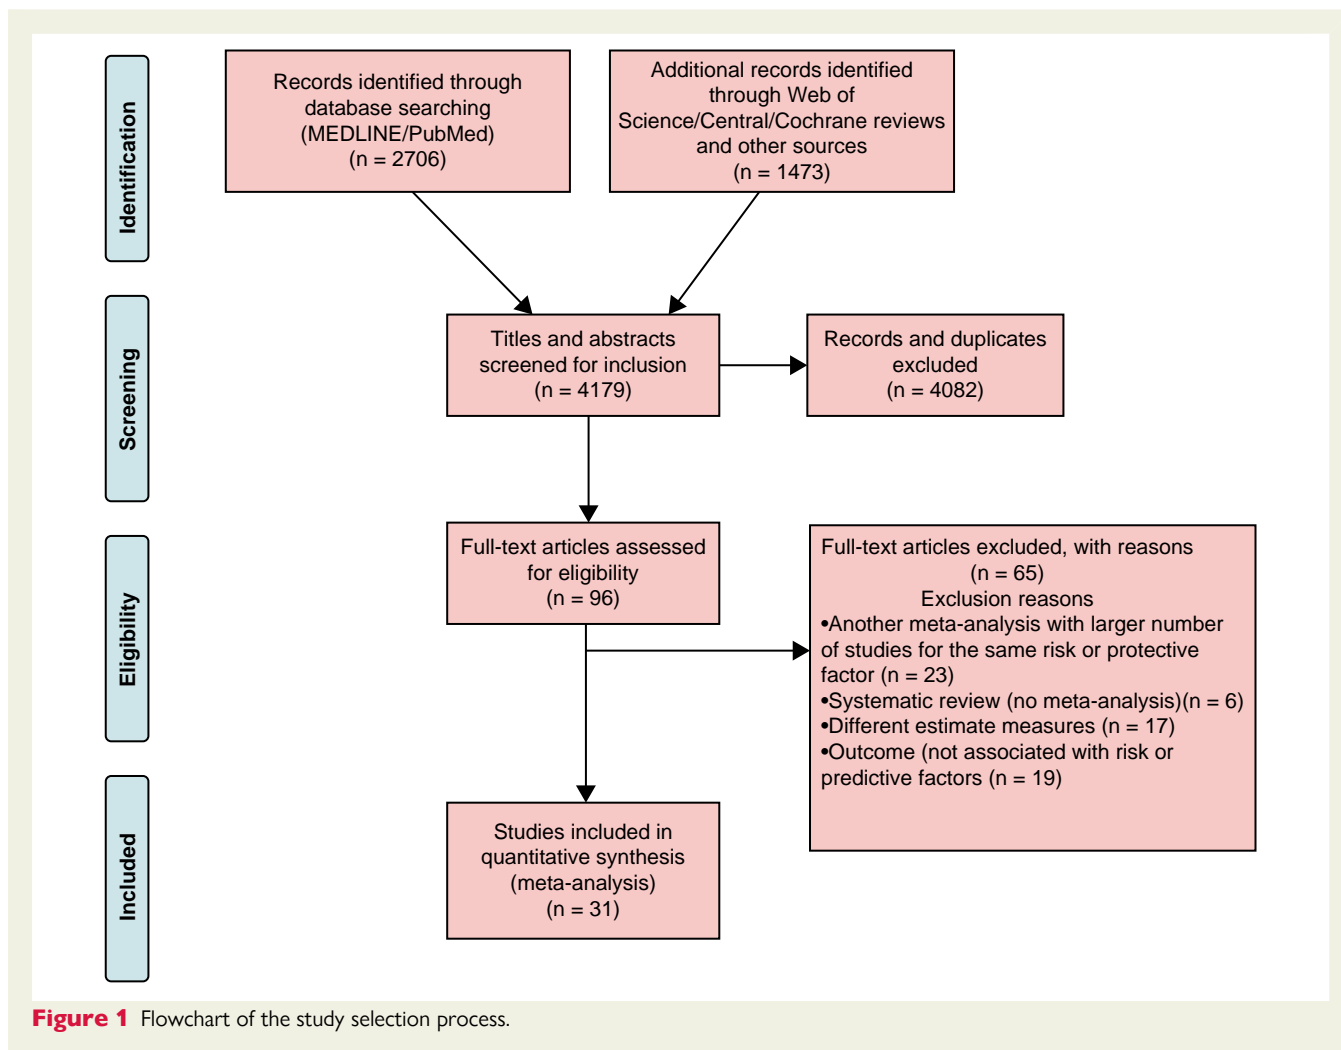 Identification
Records identified through
database searching
(MEDLINE/PubMed)
(n = 2706)
Additional records identified
through Web of
Science/Central/Cochrane reviews
and other sources
(n = 1473)
Screening
Titles and abstracts
screened for inclusion
(n = 4179)
Records and duplicates
excluded
(n = 4082)
Eligibility
Full-text articles assessed
for eligibility
(n = 96)
Full-text articles excluded, with reasons
(n = 65)
Exclusion reasons
•Another meta-analysis with larger number
of studies for the same risk or protective
factor (n = 23)
•Systematic review (no meta-analysis)(n = 6)
•Different estimate measures (n = 17)
•Outcome (not associated with risk or
predictive factors (n = 19)
Included
Studies included in
quantitative synthesis
(meta-analysis)
(n = 31)
Figure 1 Flowchart of the study selection process.